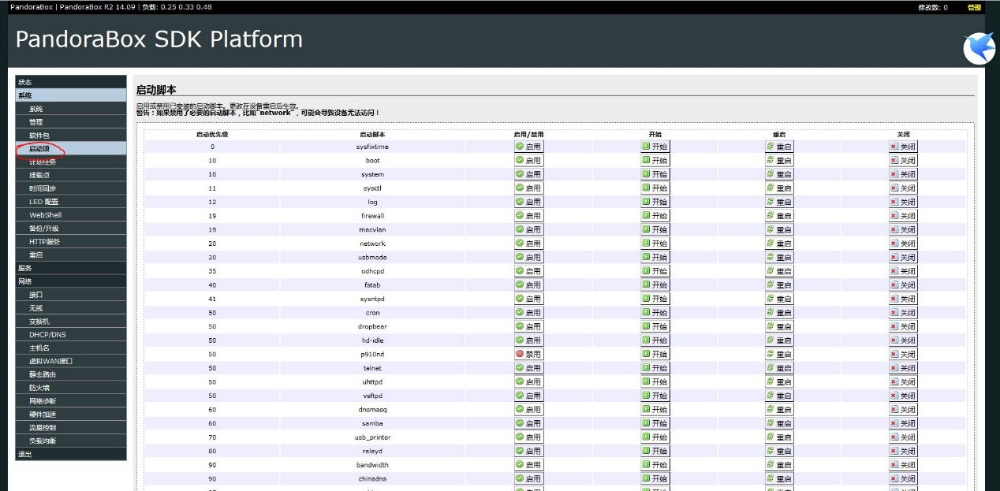 PandoraBox | PandoraBox R2 14.09 | 负载: 0.25 0.33 0.48 修改数: 0 管理
PandoraBox SDK Platform
状态
系统
系统
管理
软件包
启动项
计划任务
挂载点
时间同步
LED 配置
WebShell
备份/升级
HTTP服务
重启
服务
网络
接口
无线
交换机
DHCP/DNS
主机名
虚拟WAN接口
静态路由
防火墙
网络诊断
硬件加速
流量控制
负载均衡
退出
启动脚本
启用或禁用已安装的启动脚本。更改在设备重启后生效。
警告：如果禁用了必要的启动脚本，比如"network"，可能会导致设备无法访问！
启动优先级 启动脚本 启用/禁用 开始 重启 关闭
0 sysfixtime 启用 开始 重启 关闭
10 boot 启用 开始 重启 关闭
10 system 启用 开始 重启 关闭
11 sysctl 启用 开始 重启 关闭
12 log 启用 开始 重启 关闭
19 firewall 启用 开始 重启 关闭
19 macvlan 启用 开始 重启 关闭
20 network 启用 开始 重启 关闭
20 usbmode 启用 开始 重启 关闭
35 odhcpd 启用 开始 重启 关闭
40 fstab 启用 开始 重启 关闭
41 sysntpd 启用 开始 重启 关闭
50 cron 启用 开始 重启 关闭
50 dropbear 启用 开始 重启 关闭
50 hd-idle 启用 开始 重启 关闭
50 p910nd 禁用 开始 重启 关闭
50 telnet 启用 开始 重启 关闭
50 uhttpd 启用 开始 重启 关闭
50 vsftpd 启用 开始 重启 关闭
60 dnsmasq 启用 开始 重启 关闭
60 samba 启用 开始 重启 关闭
70 usb_printer 启用 开始 重启 关闭
80 relayd 启用 开始 重启 关闭
90 bandwidth 启用 开始 重启 关闭
90 chinadns 启用 开始 重启 关闭